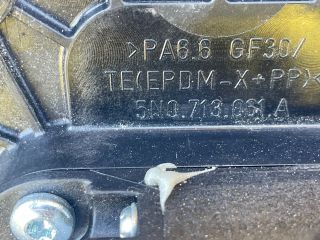 >PA6.6 GF30/
TE(EPDM-X+PP)<
5N0.713.061.A